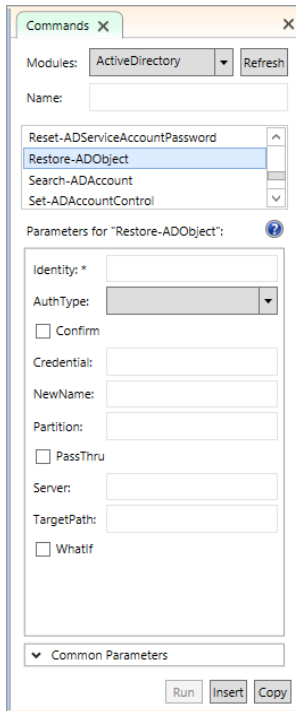 Commands
Modules: ActiveDirectory Refresh
Name:
Reset-ADServiceAccountPassword
Restore-ADObject
Search-ADAccount
Set-ADAccountControl
Parameters for "Restore-ADObject": ?
Identity: *
AuthType:
Confirm
Credential:
NewName:
Partition:
PassThru
Server:
TargetPath:
WhatIf
Common Parameters
Run Insert Copy